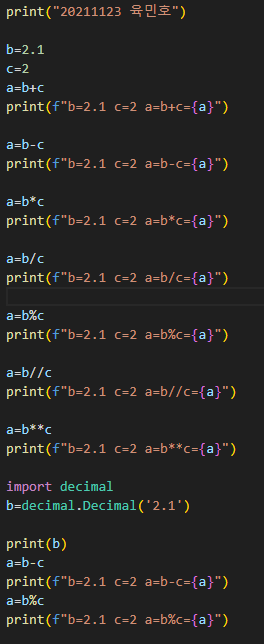 print("20211123 육민호")
b=2.1
c=2
a=b+c
print(f"b=2.1 c=2 a=b+c={a}")
a=b-c
print(f"b=2.1 c=2 a=b-c={a}")
a=b*c
print(f"b=2.1 c=2 a=b*c={a}")
a=b/c
print(f"b=2.1 c=2 a=b/c={a}")
a=b%c
print(f"b=2.1 c=2 a=b%c={a}")
a=b//c
print(f"b=2.1 c=2 a=b//c={a}")
a=b**c
print(f"b=2.1 c=2 a=b**c={a}")
import decimal
b=decimal.Decimal('2.1')
print(b)
a=b-c
print(f"b=2.1 c=2 a=b-c={a}")
a=b%c
print(f"b=2.1 c=2 a=b%c={a}")